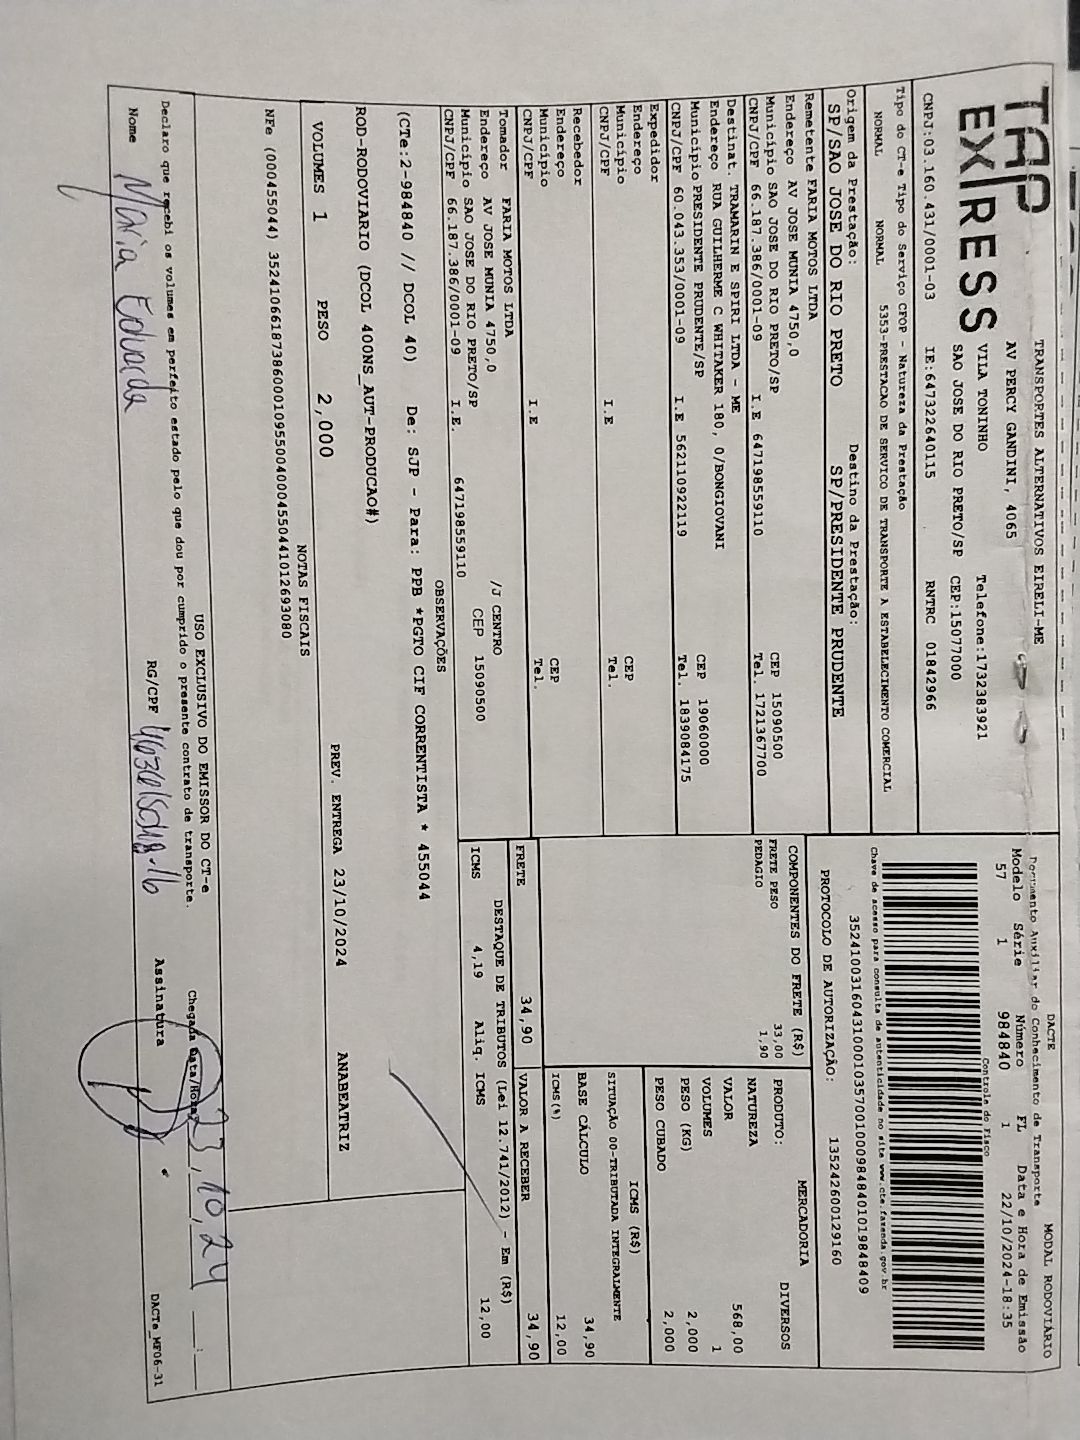 TAP
EXPRESS
TRANSPORTES ALTERNATIVOS EIRELI-ME
AV PERCY GANDINI, 4065
VILA TONINHO Telefone:1732383921
SAO JOSE DO RIO PRETO/SP CEP:15077000
CNPJ:03.160.431/0001-03 IE:647322640115 RNTRC 01842966
DACTE MODAL RODOVIÁRIO
Documento Auxiliar do Conhecimento de Transporte
Modelo Série Número FL Data e Hora de Emissão
57 1 984840 1 22/10/2024-18:35
Controle do Fisco
Tipo do CT-e Tipo do Serviço CFOP - Natureza da Prestação
NORMAL NORMAL 5353-PRESTACAO DE SERVICO DE TRANSPORTE A ESTABELECIMENTO COMERCIAL
Chave de acesso para consulta de autenticidade no site www.cte.fazenda.gov.br
35241003160431000103570010009848401019848409
Origem da Prestação: Destino da Prestação:
SP/SAO JOSE DO RIO PRETO SP/PRESIDENTE PRUDENTE
PROTOCOLO DE AUTORIZAÇÃO: 135242600129160
Remetente FARIA MOTOS LTDA
Endereço AV JOSE MUNIA 4750,0
Município SAO JOSE DO RIO PRETO/SP CEP 15090500
CNPJ/CPF 66.187.386/0001-09 I.E 647198559110 Tel. 1721367700
Destinat. TRAMARIN E SPIRI LTDA - ME
Endereço RUA GUILHERME C WHITAKER 180, 0/BONGIOVANI
Município PRESIDENTE PRUDENTE/SP CEP 19060000
CNPJ/CPF 60.043.353/0001-09 I.E 562110922119 Tel. 18390841​75
Expedidor
Endereço
Município CEP
CNPJ/CPF I.E Tel.
Recebedor
Endereço
Município CEP
CNPJ/CPF I.E Tel.
Tomador FARIA MOTOS LTDA
Endereço AV JOSE MUNIA 4750,0 /J CENTRO
Município SAO JOSE DO RIO PRETO/SP CEP 15090500
CNPJ/CPF 66.187.386/0001-09 I.E. 647198559110
COMPONENTES DO FRETE (R$)
FRETE PESO 33,00
PEDAGIO 1,90
MERCADORIA
PRODUTO: DIVERSOS
NATUREZA
VALOR 568,00
VOLUMES 1
PESO (KG) 2,000
PESO CUBADO 2,000
ICMS (R$)
SITUAÇÃO 00-TRIBUTADA INTEGRALMENTE
BASE CÁLCULO 34,90
ICMS(%) 12,00
FRETE 34,90 VALOR A RECEBER 34,90
DESTAQUE DE TRIBUTOS (Lei 12.741/2012) - Em (R$)
ICMS 4,19 Aliq. ICMS 12,00
OBSERVAÇÕES
(CTe:2-984840 // DCOL 40) De: SJP - Para: PPB *PGTO CIF CORRENTISTA * 455044
ROD-RODOVIARIO (DCOL 400NS_AUT-PRODUCAO#)
VOLUMES 1 PESO 2,000 PREV. ENTREGA 23/10/2024 ANABEATRIZ
NOTAS FISCAIS
NFe (000455044) 35241066187386000109550040004550441012693080
USO EXCLUSIVO DO EMISSOR DO CT-e
Declaro que recebi os volumes em perfeito estado pelo que dou por cumprido o presente contrato de transporte.
Chegada Data/Hora 23, 10, 24 :
Nome Maria Eduarda RG/CPF Assinatura
DACTe_MF06-31